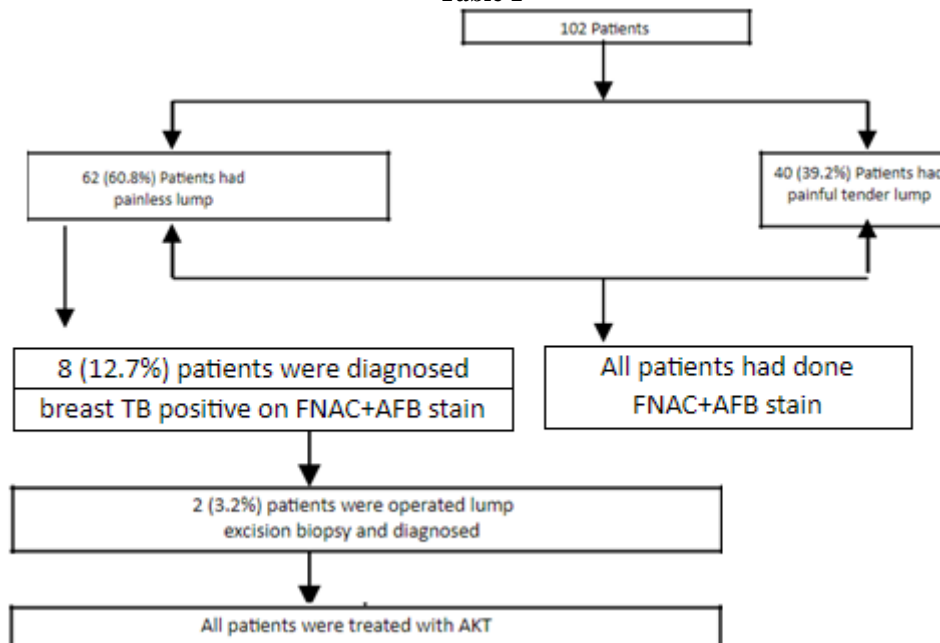 102 Patients
62 (60.8%) Patients had
painless lump
40 (39.2%) Patients had
painful tender lump
8 (12.7%) patients were diagnosed
breast TB positive on FNAC+AFB stain
All patients had done
FNAC+AFB stain
2 (3.2%) patients were operated lump
excision biopsy and diagnosed
All patients were treated with AKT